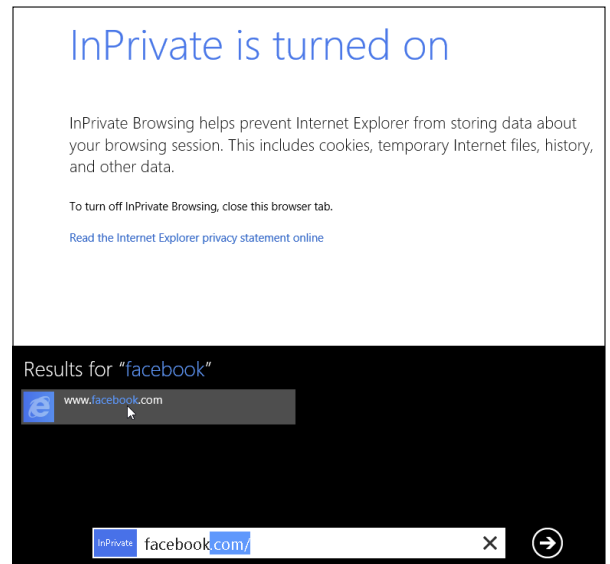 InPrivate is turned on
InPrivate Browsing helps prevent Internet Explorer from storing data about
your browsing session. This includes cookies, temporary Internet files, history,
and other data.
To turn off InPrivate Browsing, close this browser tab.
Read the Internet Explorer privacy statement online
Results for “facebook”
www.facebook.com
InPrivate facebook.com/